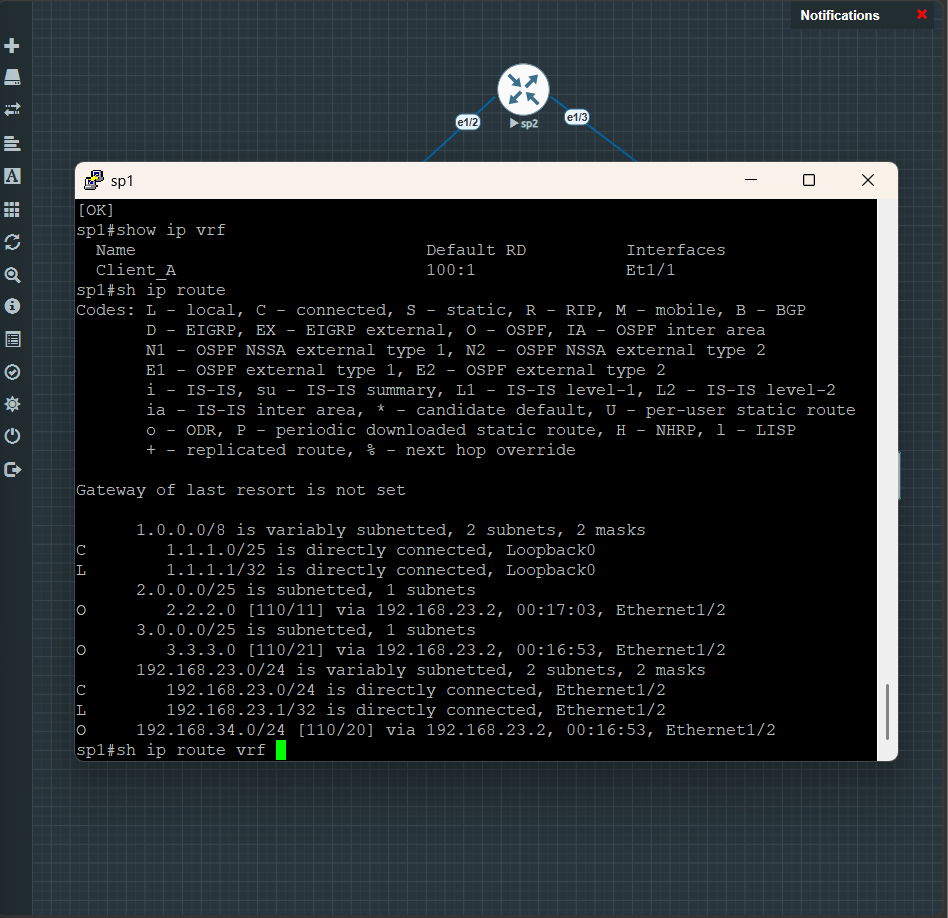 Notifications
e1/2
e1/3
sp2
sp1
[OK]
sp1#show ip vrf
  Name                             Default RD          Interfaces
  Client_A                         100:1               Et1/1
sp1#sh ip route
Codes: L - local, C - connected, S - static, R - RIP, M - mobile, B - BGP
       D - EIGRP, EX - EIGRP external, O - OSPF, IA - OSPF inter area
       N1 - OSPF NSSA external type 1, N2 - OSPF NSSA external type 2
       E1 - OSPF external type 1, E2 - OSPF external type 2
       i - IS-IS, su - IS-IS summary, L1 - IS-IS level-1, L2 - IS-IS level-2
       ia - IS-IS inter area, * - candidate default, U - per-user static route
       o - ODR, P - periodic downloaded static route, H - NHRP, l - LISP
       + - replicated route, % - next hop override
Gateway of last resort is not set
      1.0.0.0/8 is variably subnetted, 2 subnets, 2 masks
C        1.1.1.0/25 is directly connected, Loopback0
L        1.1.1.1/32 is directly connected, Loopback0
      2.0.0.0/25 is subnetted, 1 subnets
O        2.2.2.0 [110/11] via 192.168.23.2, 00:17:03, Ethernet1/2
      3.0.0.0/25 is subnetted, 1 subnets
O        3.3.3.0 [110/21] via 192.168.23.2, 00:16:53, Ethernet1/2
      192.168.23.0/24 is variably subnetted, 2 subnets, 2 masks
C        192.168.23.0/24 is directly connected, Ethernet1/2
L        192.168.23.1/32 is directly connected, Ethernet1/2
O     192.168.34.0/24 [110/20] via 192.168.23.2, 00:16:53, Ethernet1/2
sp1#sh ip route vrf